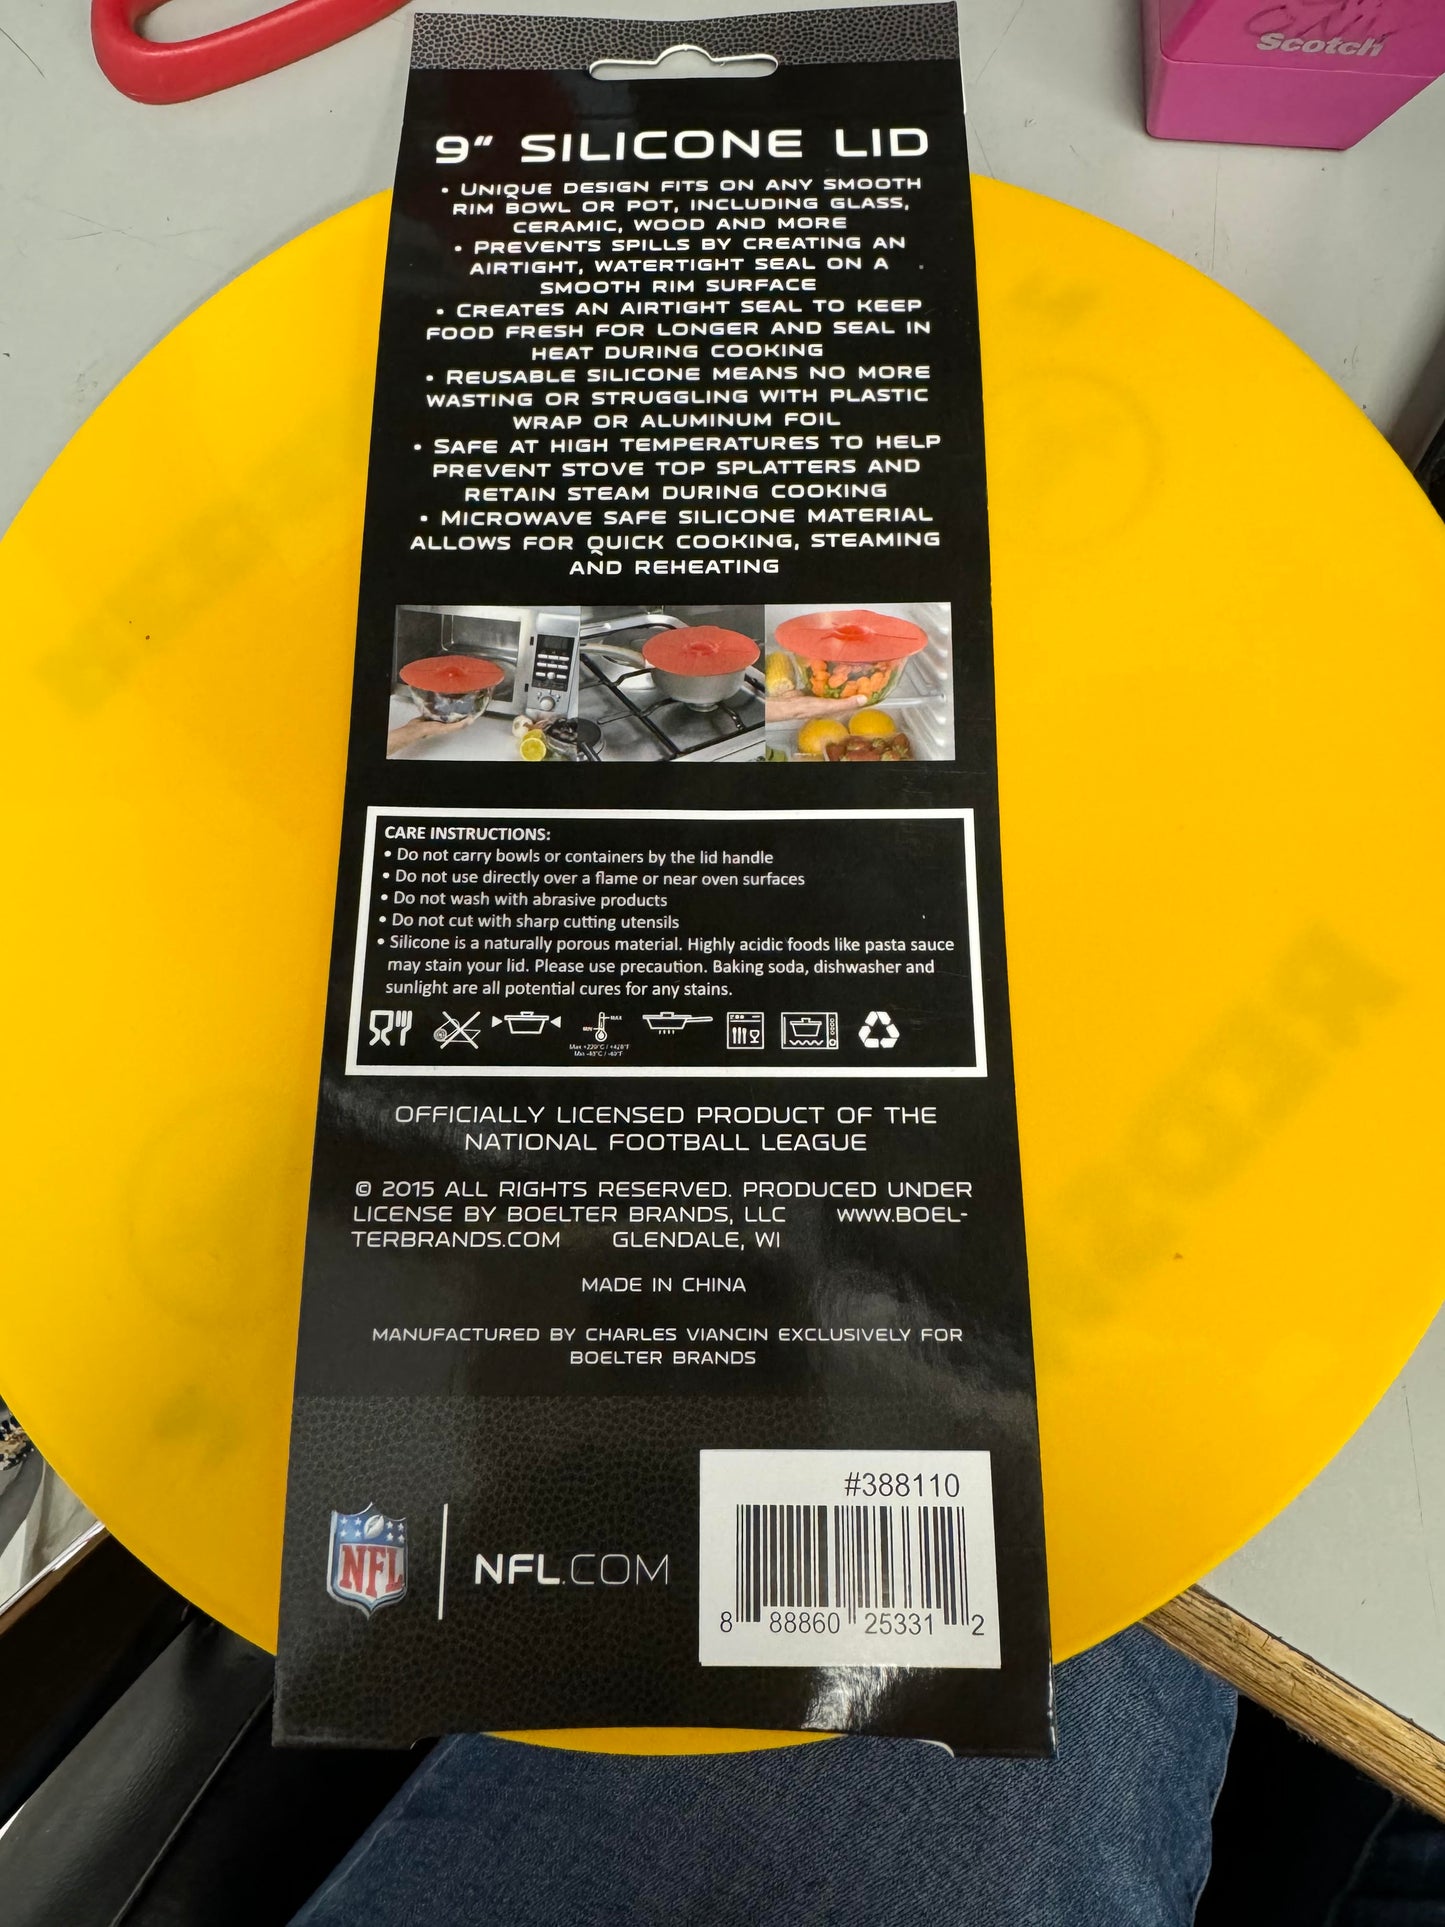 Scotch
9" SILICONE LID
• UNIQUE DESIGN FITS ON ANY SMOOTH
RIM BOWL OR POT, INCLUDING GLASS,
CERAMIC, WOOD AND MORE
• PREVENTS SPILLS BY CREATING AN
AIRTIGHT, WATERTIGHT SEAL ON A
SMOOTH RIM SURFACE
• CREATES AN AIRTIGHT SEAL TO KEEP
FOOD FRESH FOR LONGER AND SEAL IN
HEAT DURING COOKING
• REUSABLE SILICONE MEANS NO MORE
WASTING OR STRUGGLING WITH PLASTIC
WRAP OR ALUMINUM FOIL
• SAFE AT HIGH TEMPERATURES TO HELP
PREVENT STOVE TOP SPLATTERS AND
RETAIN STEAM DURING COOKING
• MICROWAVE SAFE SILICONE MATERIAL
ALLOWS FOR QUICK COOKING, STEAMING
AND REHEATING
CARE INSTRUCTIONS:
• Do not carry bowls or containers by the lid handle
• Do not use directly over a flame or near oven surfaces
• Do not wash with abrasive products
• Do not cut with sharp cutting utensils
• Silicone is a naturally porous material. Highly acidic foods like pasta sauce
may stain your lid. Please use precaution. Baking soda, dishwasher and
sunlight are all potential cures for any stains.
MAX
MIN
Max +220°C / +428°F
OFFICIALLY LICENSED PRODUCT OF THE
NATIONAL FOOTBALL LEAGUE
© 2015 ALL RIGHTS RESERVED. PRODUCED UNDER
LICENSE BY BOELTER BRANDS, LLC WWW.BOEL-
TERBRANDS.COM GLENDALE, WI
MADE IN CHINA
MANUFACTURED BY CHARLES VIANCIN EXCLUSIVELY FOR
BOELTER BRANDS
NFL
NFL.COM
#388110
8 88860 25331 2